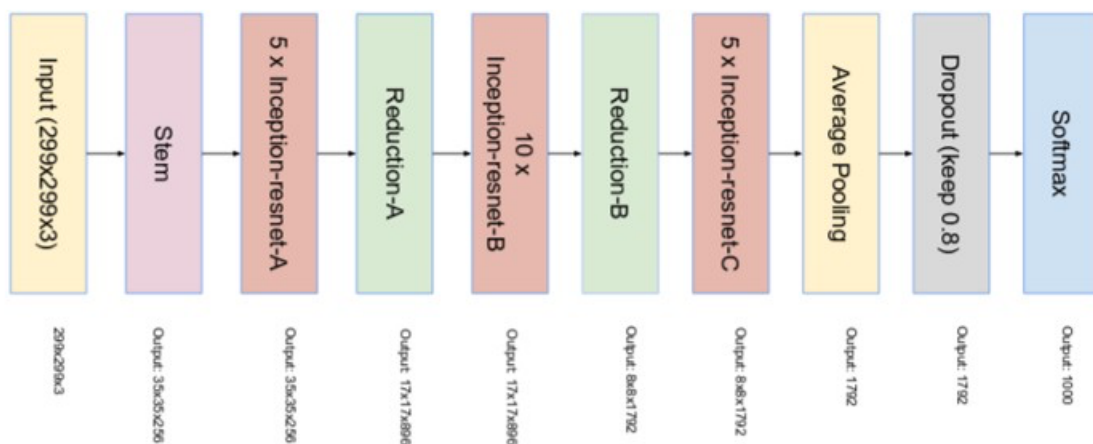 Input (299x299x3)
Stem
5 x Inception-resnet-A
Reduction-A
10 x
Inception-resnet-B
Reduction-B
5 x Inception-resnet-C
Average Pooling
Dropout (keep 0.8)
Softmax
299x299x3
Output: 35x35x256
Output: 35x35x256
Output: 17x17x896
Output: 17x17x896
Output: 8x8x1792
Output: 8x8x1792
Output: 1792
Output: 1792
Output: 1000